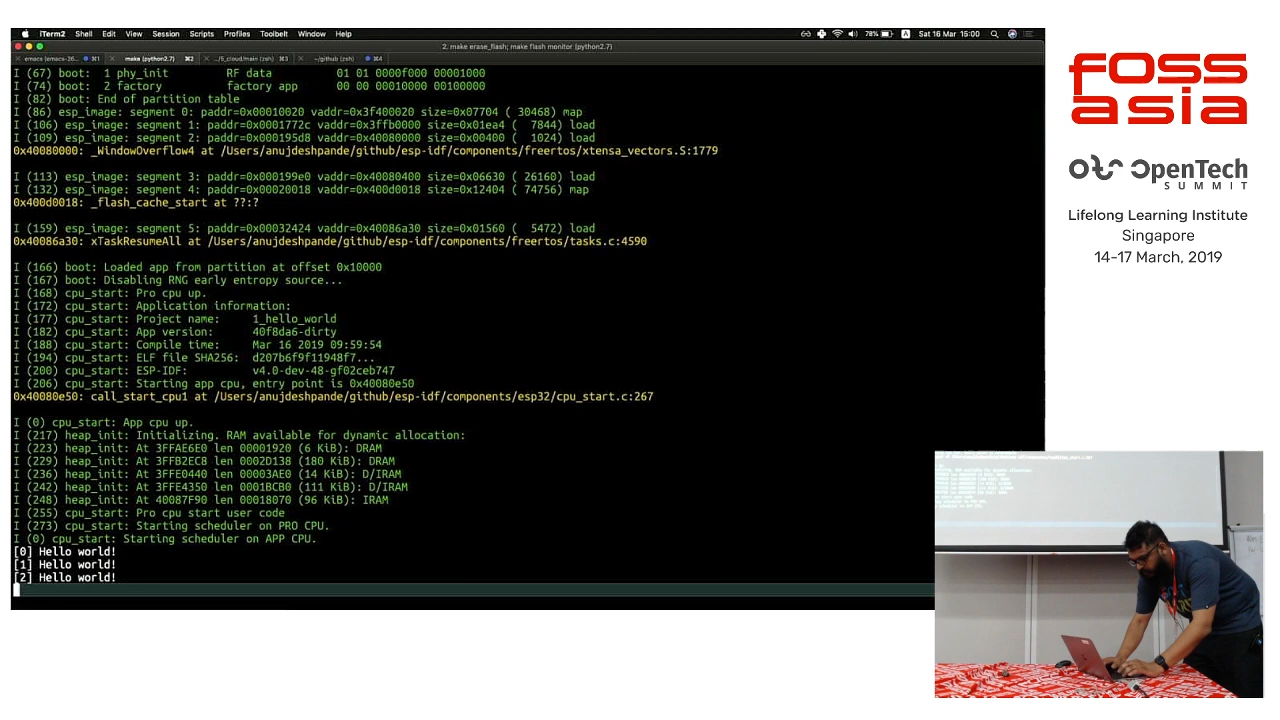 iTerm2 Shell Edit View Session Scripts Profiles Toolbelt Window Help 78% Sat 16 Mar 15:00
2. make erase_flash; make flash monitor (python2.7)
emacs (emacs-26... ⌘1 make (python2.7) ⌘2 ../5_cloud/main (zsh) ⌘3 ~/github (zsh) ⌘4
I (67) boot: 1 phy_init RF data 01 01 0000f000 00001000
I (74) boot: 2 factory factory app 00 00 00010000 00100000
I (82) boot: End of partition table
I (86) esp_image: segment 0: paddr=0x00010020 vaddr=0x3f400020 size=0x07704 ( 30468) map
I (106) esp_image: segment 1: paddr=0x0001772c vaddr=0x3ffb0000 size=0x01ea4 ( 7844) load
I (109) esp_image: segment 2: paddr=0x000195d8 vaddr=0x40080000 size=0x00400 ( 1024) load
0x40080000: _WindowOverflow4 at /Users/anujdeshpande/github/esp-idf/components/freertos/xtensa_vectors.S:1779
I (113) esp_image: segment 3: paddr=0x000199e0 vaddr=0x40080400 size=0x06630 ( 26160) load
I (132) esp_image: segment 4: paddr=0x00020018 vaddr=0x400d0018 size=0x12404 ( 74756) map
0x400d0018: _flash_cache_start at ??:?
I (159) esp_image: segment 5: paddr=0x00032424 vaddr=0x40086a30 size=0x01560 ( 5472) load
0x40086a30: xTaskResumeAll at /Users/anujdeshpande/github/esp-idf/components/freertos/tasks.c:4590
I (166) boot: Loaded app from partition at offset 0x10000
I (167) boot: Disabling RNG early entropy source...
I (168) cpu_start: Pro cpu up.
I (172) cpu_start: Application information:
I (177) cpu_start: Project name: 1_hello_world
I (182) cpu_start: App version: 40f8da6-dirty
I (188) cpu_start: Compile time: Mar 16 2019 09:59:54
I (194) cpu_start: ELF file SHA256: d207b6f9f11948f7...
I (200) cpu_start: ESP-IDF: v4.0-dev-48-gf02ceb747
I (206) cpu_start: Starting app cpu, entry point is 0x40080e50
0x40080e50: call_start_cpu1 at /Users/anujdeshpande/github/esp-idf/components/esp32/cpu_start.c:267
I (0) cpu_start: App cpu up.
I (217) heap_init: Initializing. RAM available for dynamic allocation:
I (223) heap_init: At 3FFAE6E0 len 00001920 (6 KiB): DRAM
I (229) heap_init: At 3FFB2EC8 len 0002D138 (180 KiB): DRAM
I (236) heap_init: At 3FFE0440 len 00003AE0 (14 KiB): D/IRAM
I (242) heap_init: At 3FFE4350 len 0001BCB0 (111 KiB): D/IRAM
I (248) heap_init: At 40087F90 len 00018070 (96 KiB): IRAM
I (255) cpu_start: Pro cpu start user code
I (273) cpu_start: Starting scheduler on PRO CPU.
I (0) cpu_start: Starting scheduler on APP CPU.
[0] Hello world!
[1] Hello world!
[2] Hello world!
FOSS
asia
OpenTech
SUMMIT
Lifelong Learning Institute
Singapore
14-17 March, 2019